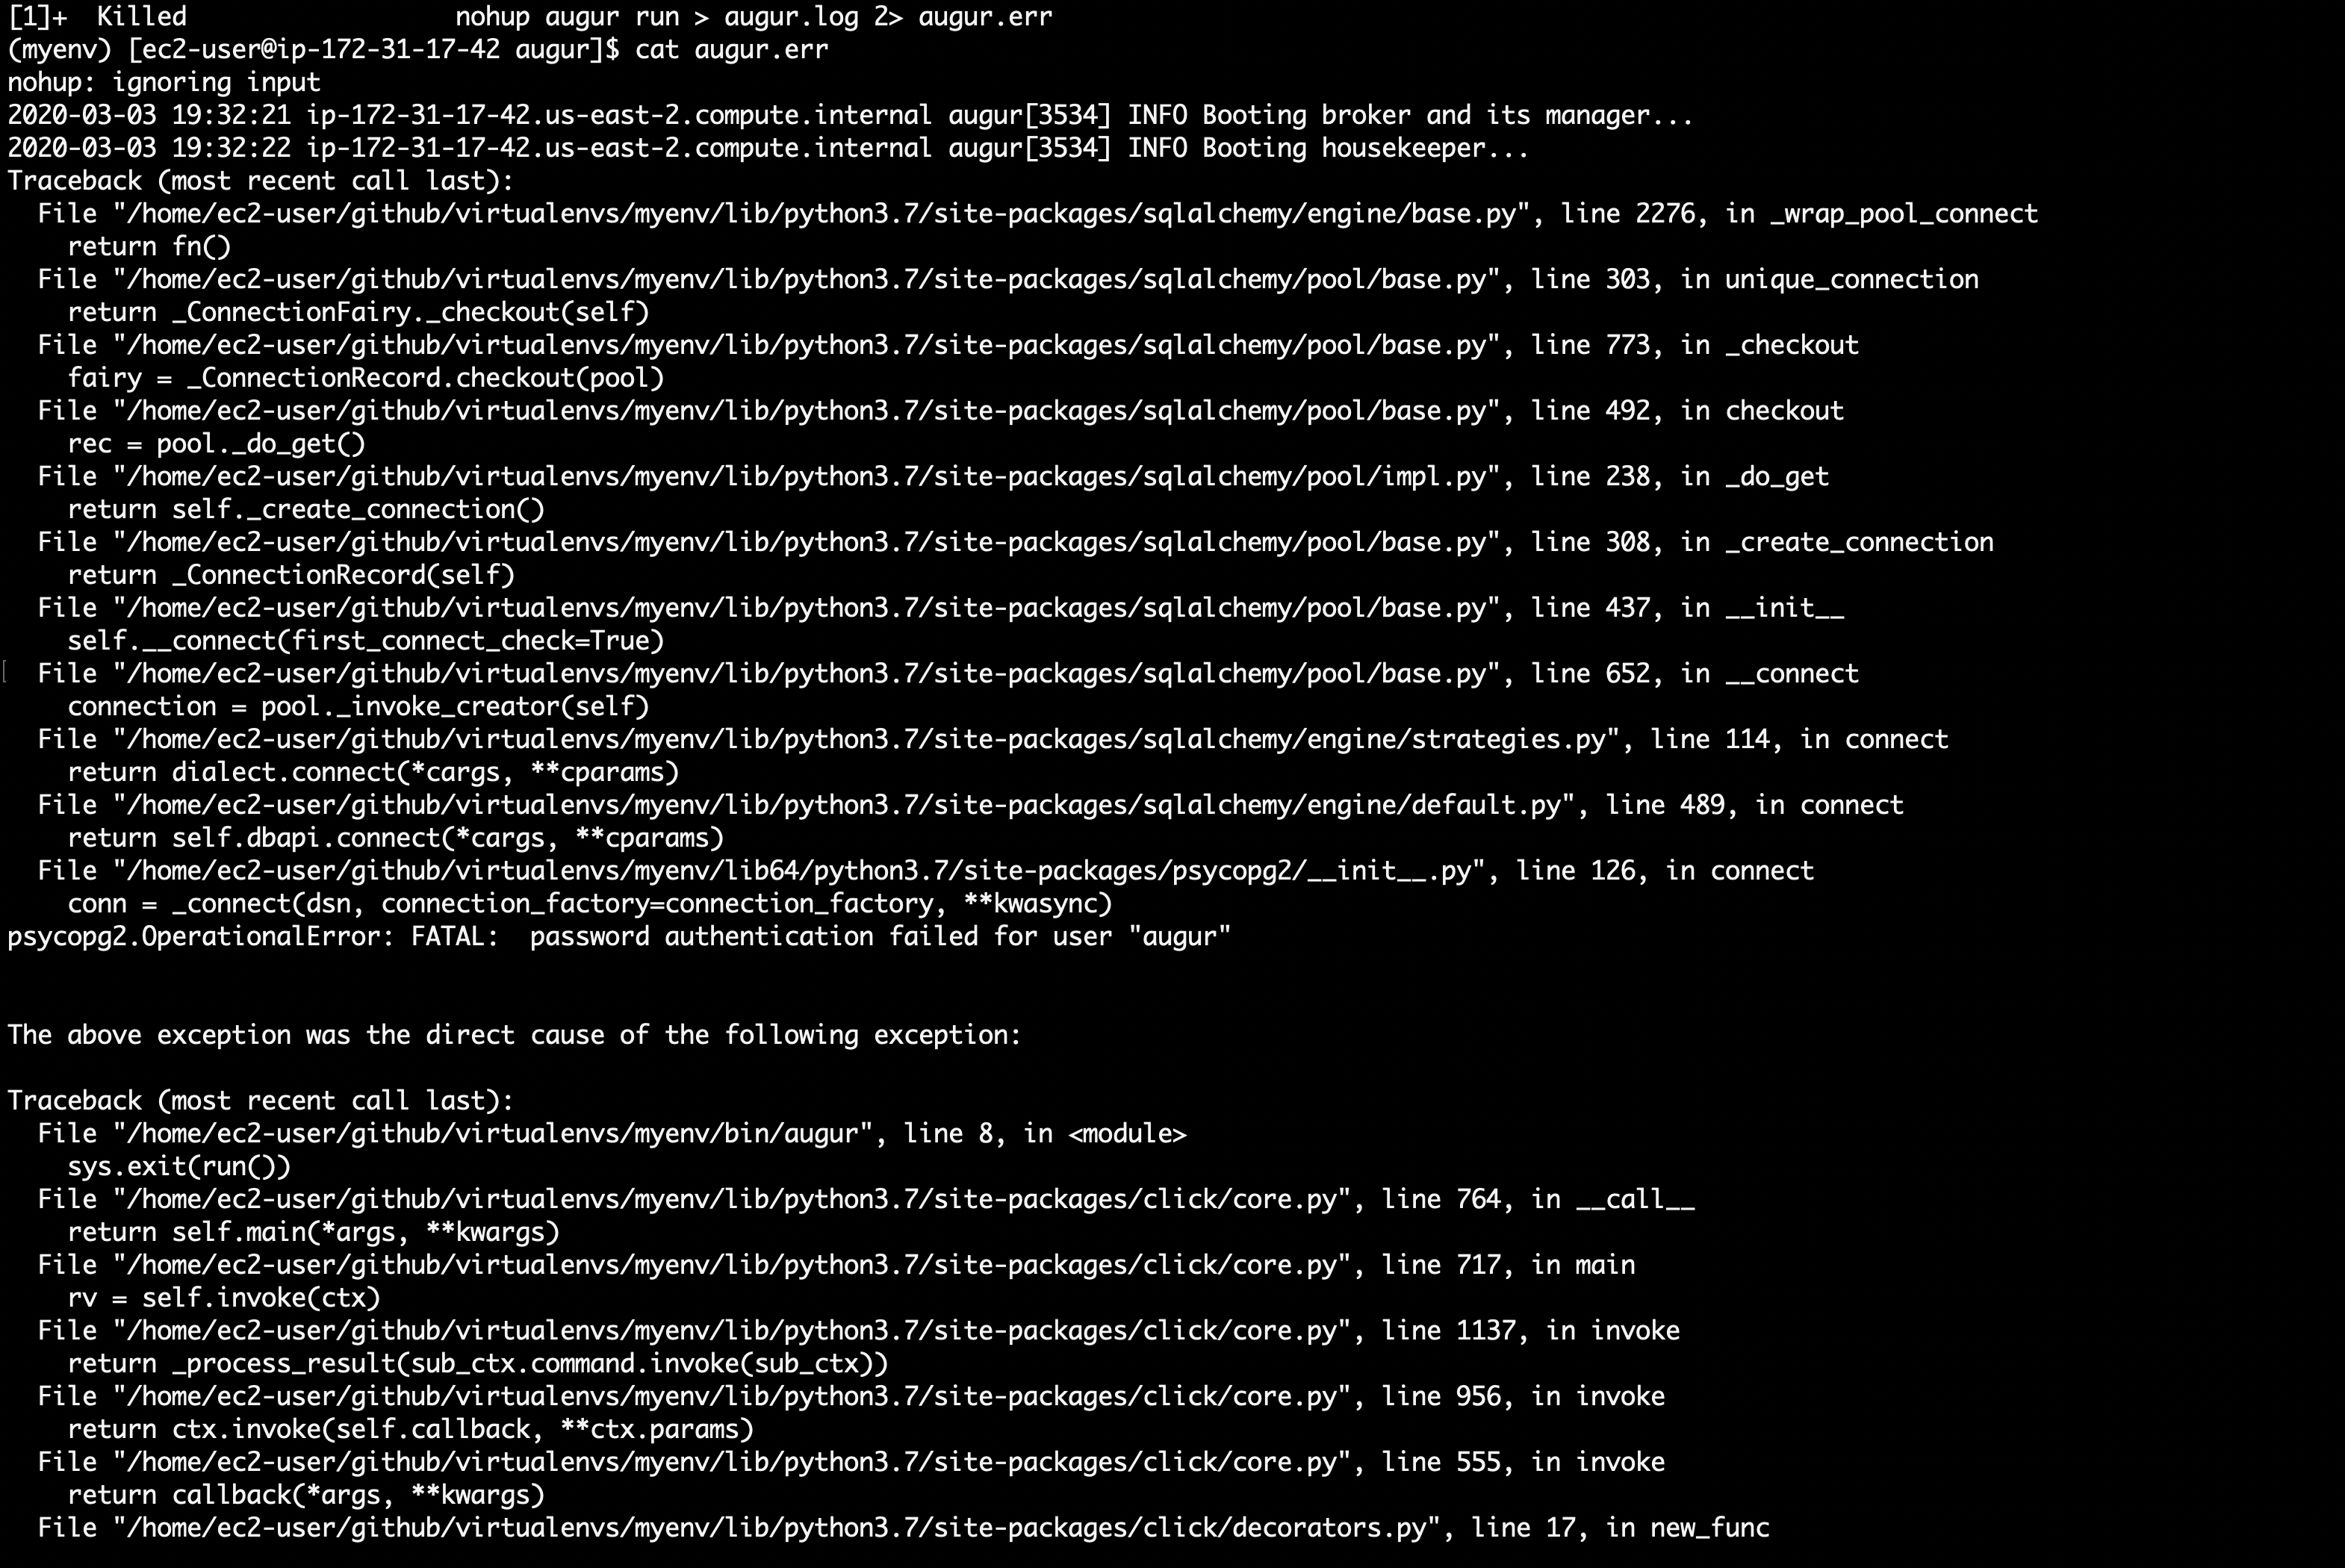 [1]+  Killed                  nohup augur run > augur.log 2> augur.err
(myenv) [ec2-user@ip-172-31-17-42 augur]$ cat augur.err
nohup: ignoring input
2020-03-03 19:32:21 ip-172-31-17-42.us-east-2.compute.internal augur[3534] INFO Booting broker and its manager...
2020-03-03 19:32:22 ip-172-31-17-42.us-east-2.compute.internal augur[3534] INFO Booting housekeeper...
Traceback (most recent call last):
  File "/home/ec2-user/github/virtualenvs/myenv/lib/python3.7/site-packages/sqlalchemy/engine/base.py", line 2276, in _wrap_pool_connect
    return fn()
  File "/home/ec2-user/github/virtualenvs/myenv/lib/python3.7/site-packages/sqlalchemy/pool/base.py", line 303, in unique_connection
    return _ConnectionFairy._checkout(self)
  File "/home/ec2-user/github/virtualenvs/myenv/lib/python3.7/site-packages/sqlalchemy/pool/base.py", line 773, in _checkout
    fairy = _ConnectionRecord.checkout(pool)
  File "/home/ec2-user/github/virtualenvs/myenv/lib/python3.7/site-packages/sqlalchemy/pool/base.py", line 492, in checkout
    rec = pool._do_get()
  File "/home/ec2-user/github/virtualenvs/myenv/lib/python3.7/site-packages/sqlalchemy/pool/impl.py", line 238, in _do_get
    return self._create_connection()
  File "/home/ec2-user/github/virtualenvs/myenv/lib/python3.7/site-packages/sqlalchemy/pool/base.py", line 308, in _create_connection
    return _ConnectionRecord(self)
  File "/home/ec2-user/github/virtualenvs/myenv/lib/python3.7/site-packages/sqlalchemy/pool/base.py", line 437, in __init__
    self.__connect(first_connect_check=True)
  File "/home/ec2-user/github/virtualenvs/myenv/lib/python3.7/site-packages/sqlalchemy/pool/base.py", line 652, in __connect
    connection = pool._invoke_creator(self)
  File "/home/ec2-user/github/virtualenvs/myenv/lib/python3.7/site-packages/sqlalchemy/engine/strategies.py", line 114, in connect
    return dialect.connect(*cargs, **cparams)
  File "/home/ec2-user/github/virtualenvs/myenv/lib/python3.7/site-packages/sqlalchemy/engine/default.py", line 489, in connect
    return self.dbapi.connect(*cargs, **cparams)
  File "/home/ec2-user/github/virtualenvs/myenv/lib64/python3.7/site-packages/psycopg2/__init__.py", line 126, in connect
    conn = _connect(dsn, connection_factory=connection_factory, **kwasync)
psycopg2.OperationalError: FATAL:  password authentication failed for user "augur"
The above exception was the direct cause of the following exception:
Traceback (most recent call last):
  File "/home/ec2-user/github/virtualenvs/myenv/bin/augur", line 8, in <module>
    sys.exit(run())
  File "/home/ec2-user/github/virtualenvs/myenv/lib/python3.7/site-packages/click/core.py", line 764, in __call__
    return self.main(*args, **kwargs)
  File "/home/ec2-user/github/virtualenvs/myenv/lib/python3.7/site-packages/click/core.py", line 717, in main
    rv = self.invoke(ctx)
  File "/home/ec2-user/github/virtualenvs/myenv/lib/python3.7/site-packages/click/core.py", line 1137, in invoke
    return _process_result(sub_ctx.command.invoke(sub_ctx))
  File "/home/ec2-user/github/virtualenvs/myenv/lib/python3.7/site-packages/click/core.py", line 956, in invoke
    return ctx.invoke(self.callback, **ctx.params)
  File "/home/ec2-user/github/virtualenvs/myenv/lib/python3.7/site-packages/click/core.py", line 555, in invoke
    return callback(*args, **kwargs)
  File "/home/ec2-user/github/virtualenvs/myenv/lib/python3.7/site-packages/click/decorators.py", line 17, in new_func